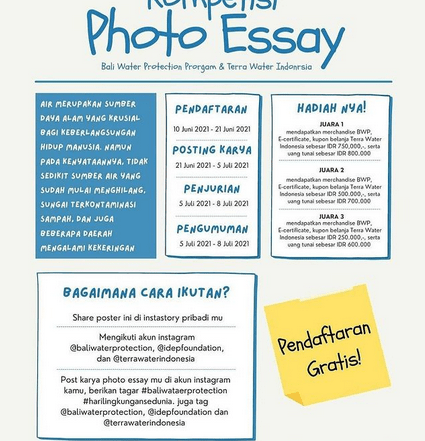 Kompetisi
Photo Essay
Bali Water Protection Prorgam & Terra Water Indonrsia
AIR MERUPAKAN SUMBER
DAYA ALAM YANG KRUSIAL
BAGI KEBERLANGSUNGAN
HIDUP MANUSIA. NAMUN
PADA KENYATAANNYA, TIDAK
SEDIKIT SUMBER AIR YANG
SUDAH MULAI MENGHILANG,
SUNGAI TERKONTAMINASI
SAMPAH, DAN JUGA
BEBERAPA DAERAH
MENGALAMI KEKERINGAN
PENDAFTARAN
10 Juni 2021 - 21 Juni 2021
POSTING KARYA
21 Juni 2021 - 5 Juli 2021
PENJURIAN
5 Juli 2021 - 8 Juli 2021
PENGUMUMAN
5 Juli 2021 - 8 Juli 2021
HADIAH NYA!
JUARA 1
mendapatkan merchandise BWP,
E-certificate, kupon belanja Terra Water
Indonesia sebesar IDR 750,000,-, serta
uang tunai sebesar IDR 800.000
JUARA 2
mendapatkan merchandise BWP,
E-certificate, kupon belanja Terra Water
Indonesia sebesar IDR 500.000,-, serta
uang tunai sebesar IDR 700.000
JUARA 3
mendapatkan merchandise BWP,
E-certificate, kupon belanja Terra Water
Indonesia sebesar IDR 250.000,-, serta
uang tunai sebesar IDR 600.000
BAGAIMANA CARA IKUTAN?
Share poster ini di instastory pribadi mu
Mengikuti akun instagram
@baliwaterprotection, @idepfoundation,
dan @terrawaterindonesia
Post karya photo essay mu di akun instagram
kamu, berikan tagar #baliwataerprotection
#harilingkungansedunia. juga tag
@baliwaterprotection, @idepfoundation dan
@terrawaterindonesia
Pendaftaran
Gratis!